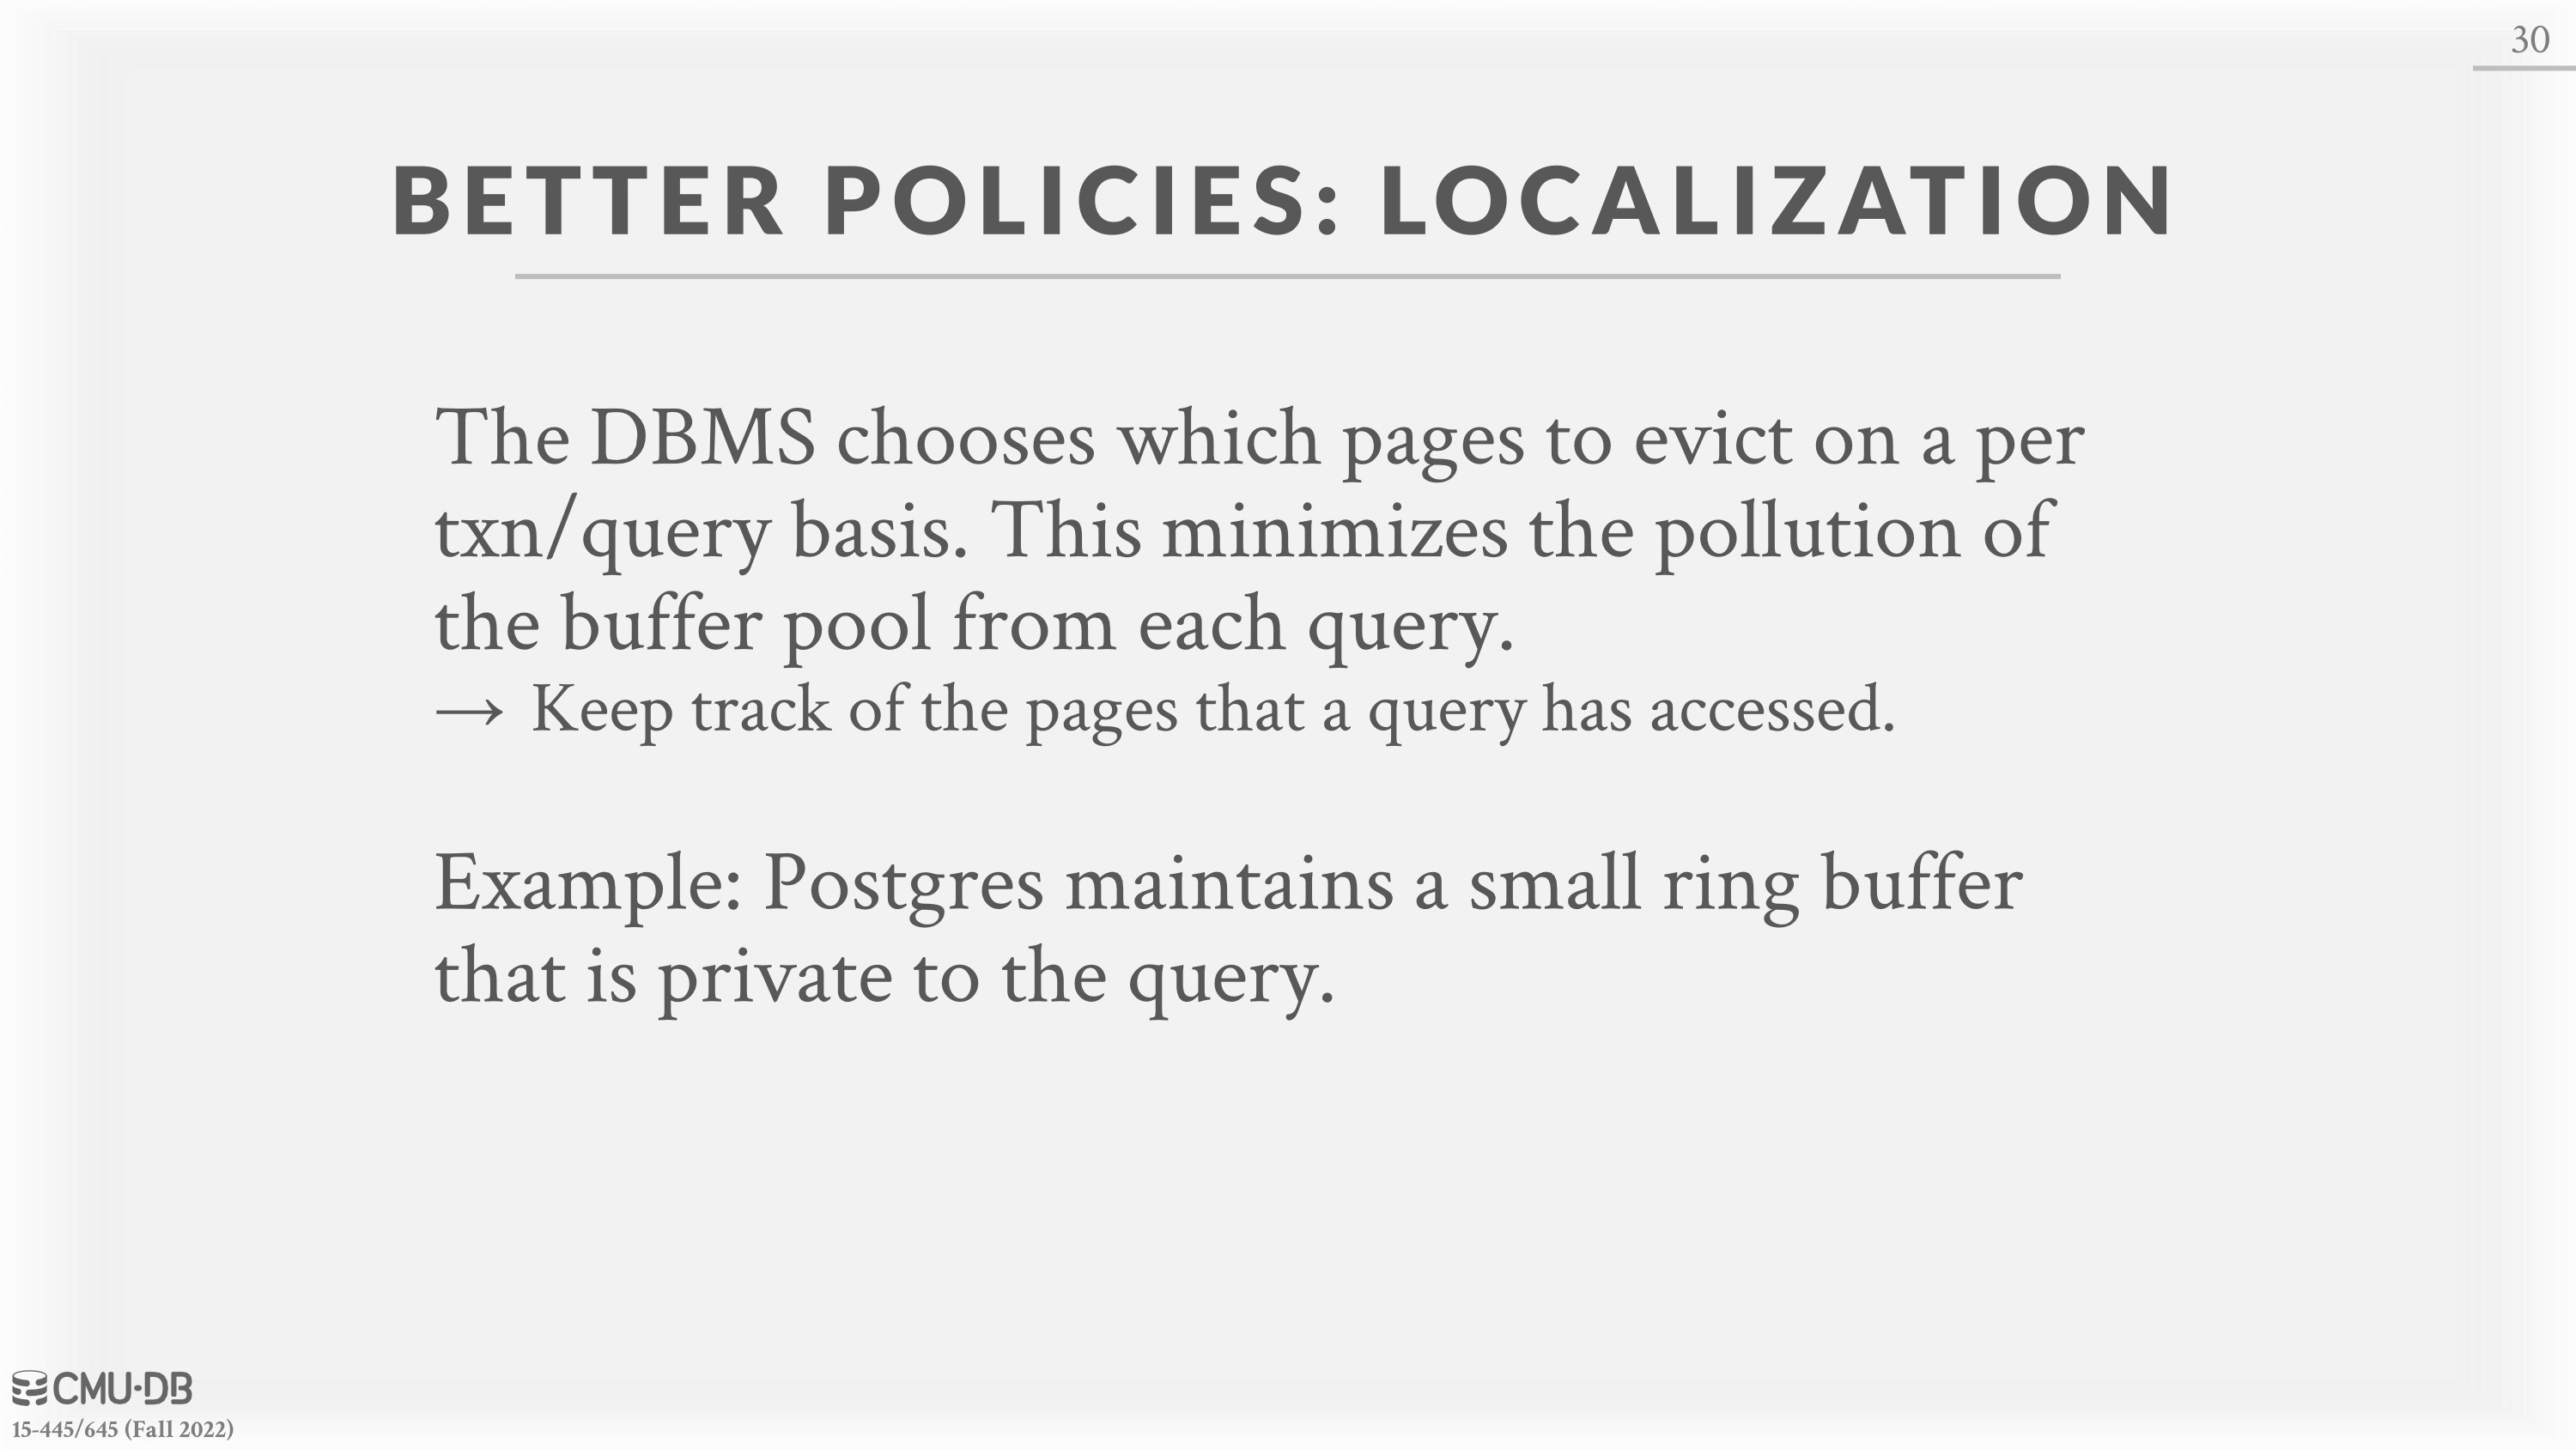 30
BETTER POLICIES: LOCALIZATION
The DBMS chooses which pages to evict on a per
txn/query basis. This minimizes the pollution of
the buffer pool from each query.
→ Keep track of the pages that a query has accessed.
Example: Postgres maintains a small ring buffer
that is private to the query.
CMU·DB
15-445/645 (Fall 2022)